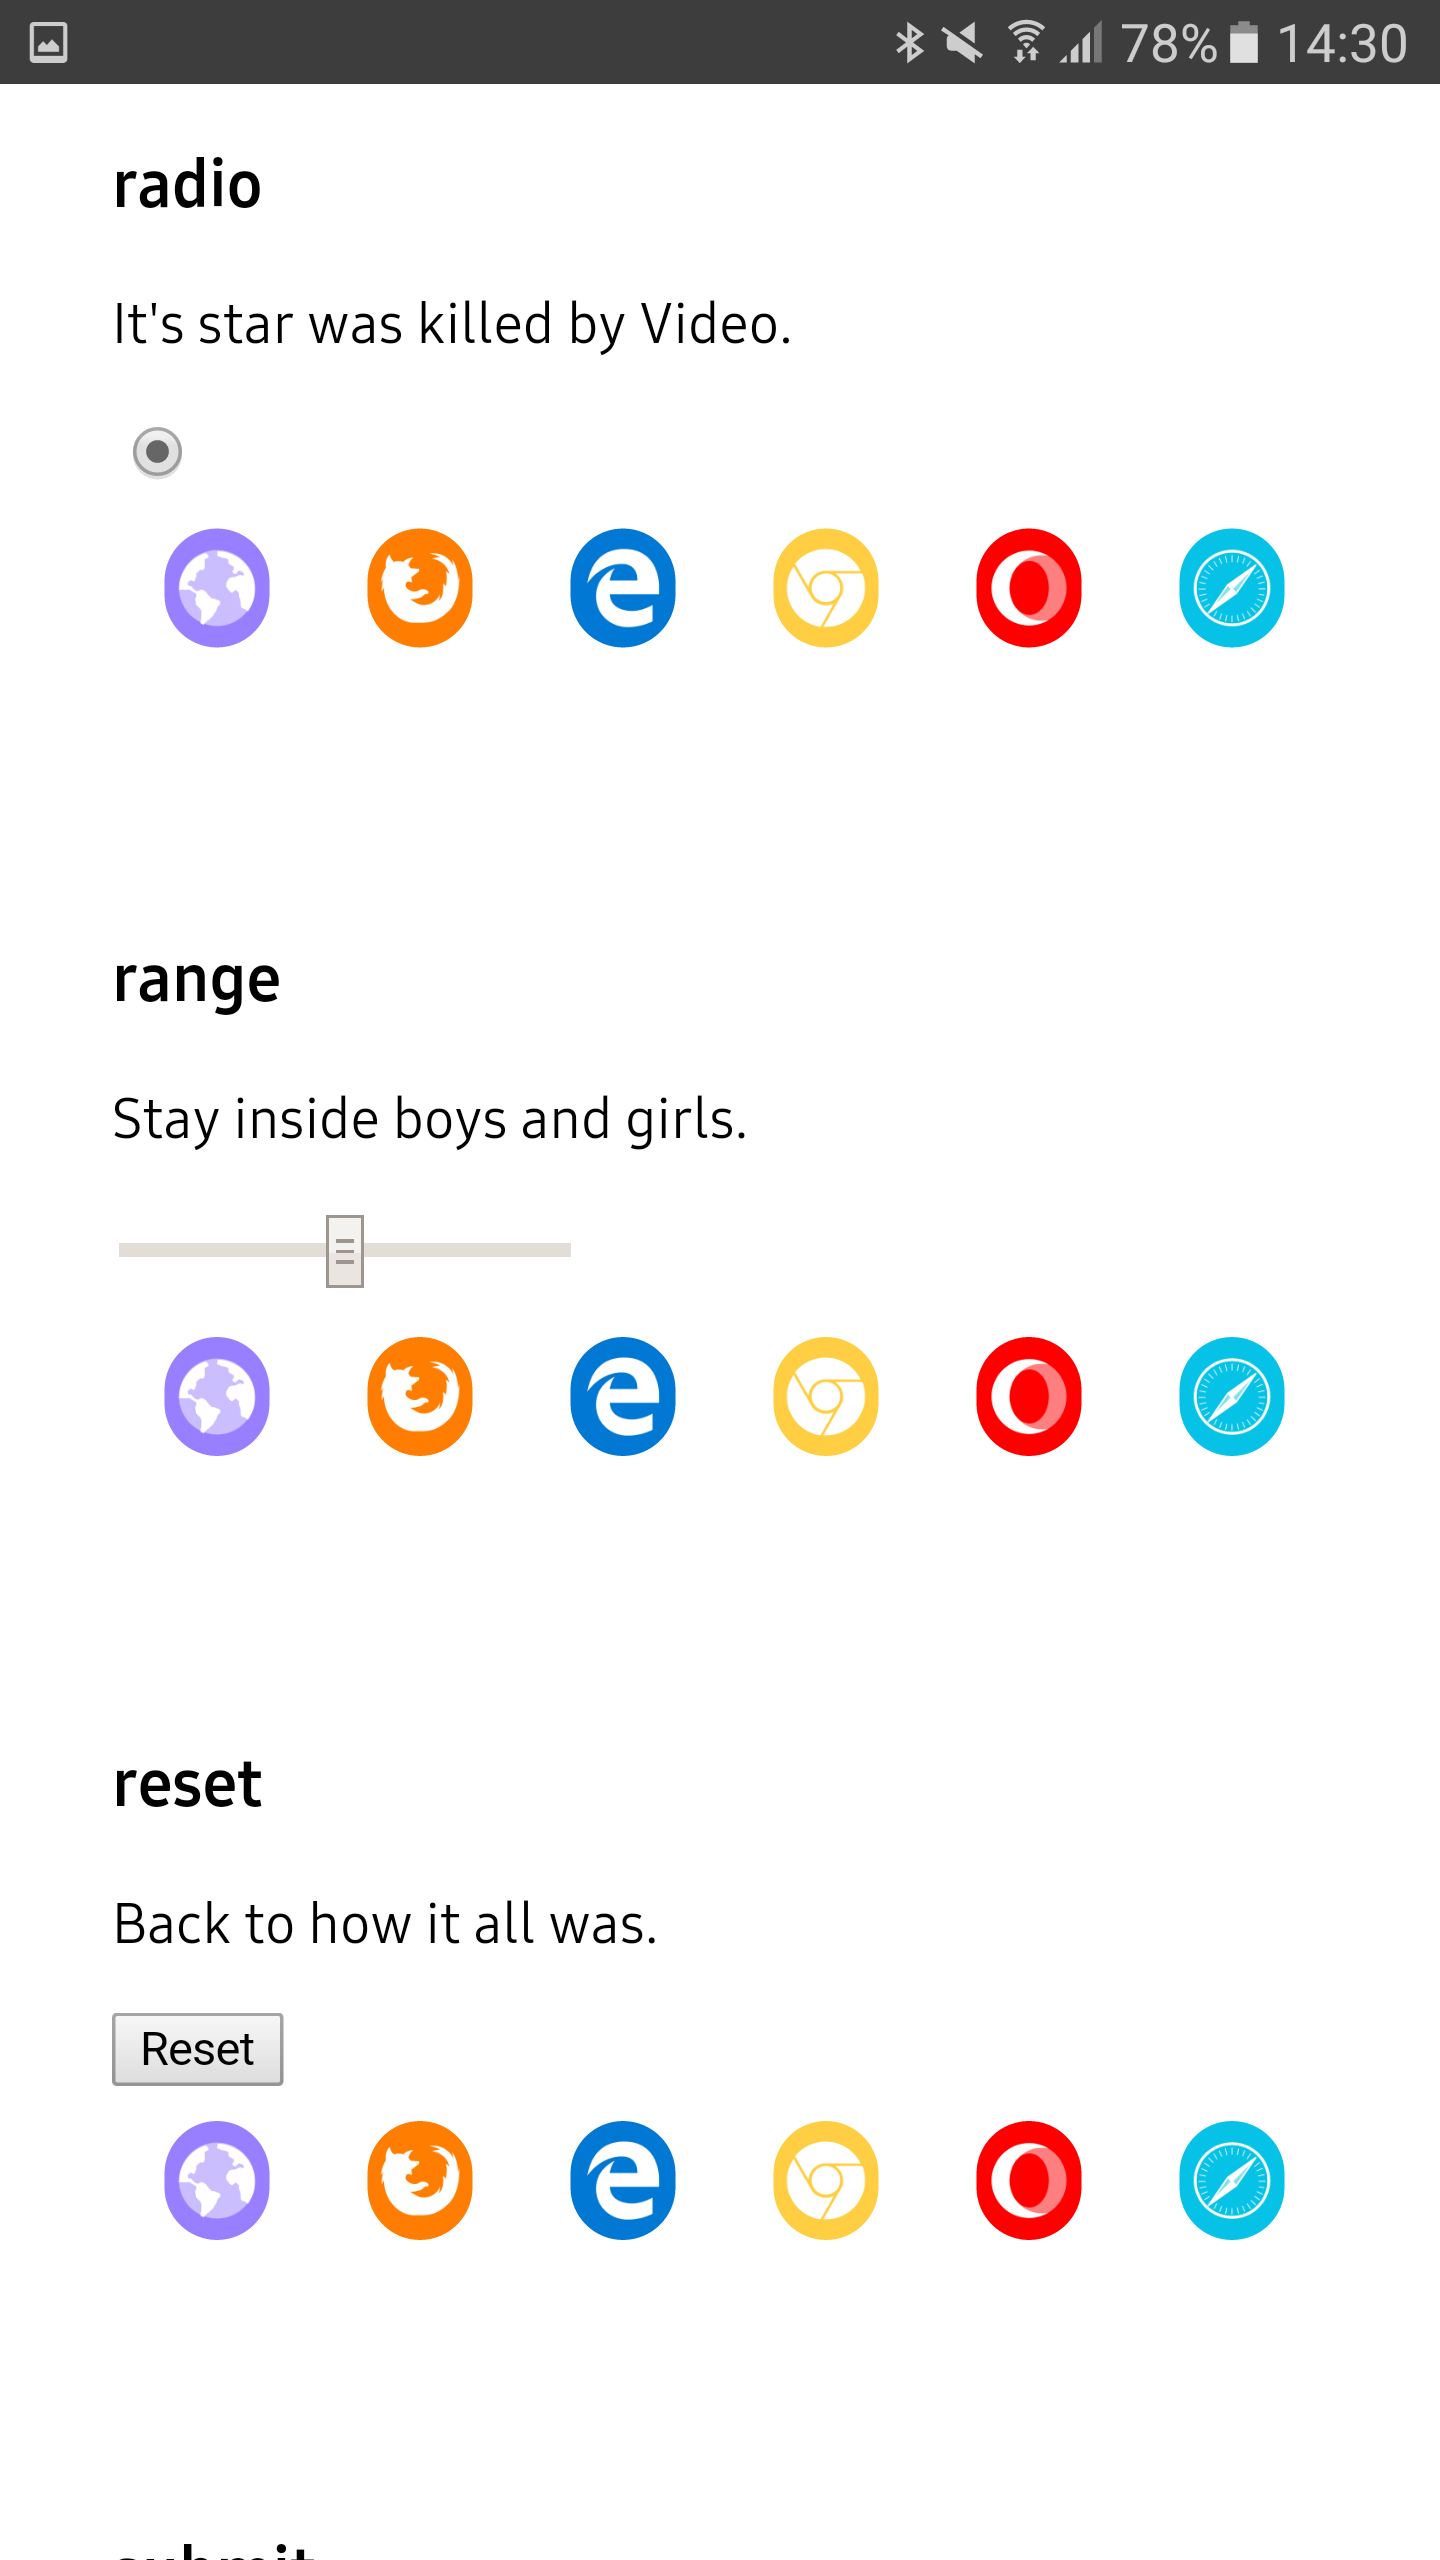 78% 14:30
radio
It's star was killed by Video.
range
Stay inside boys and girls.
reset
Back to how it all was.
Reset
submit